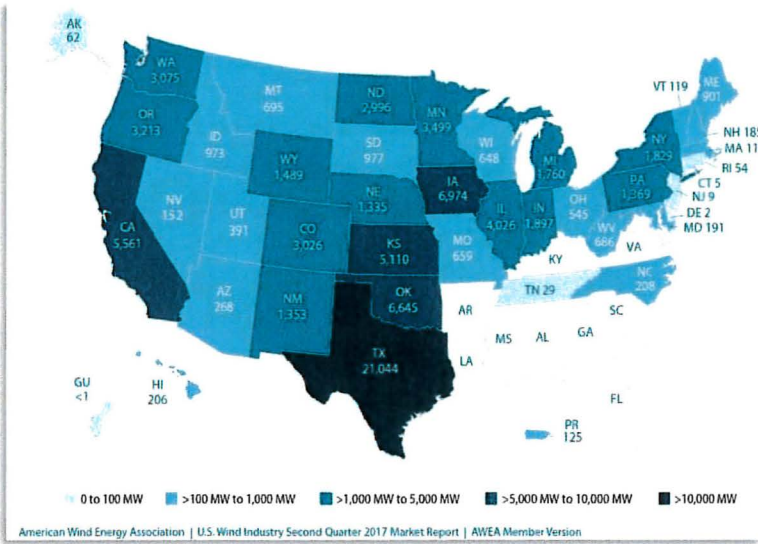 AK
62
WA
3,075
OR
3,213
CA
5,561
NV
152
ID
973
MT
695
WY
1,489
UT
391
AZ
268
CO
3,026
NM
1,353
ND
2,996
SD
977
NE
1,335
KS
5,110
OK
6,645
TX
21,044
MN
3,499
IA
6,974
MO
659
WI
648
IL
4,026
MI
1,760
IN
1,897
OH
545
KY
WV
686
VA
TN 29
NC
208
SC
AR
MS
AL
GA
LA
FL
PA
1,369
NY
1,829
VT 119
ME
901
NH 185
MA 11
RI 54
CT 5
NJ 9
DE 2
MD 191
GU
<1
HI
206
PR
125
0 to 100 MW
>100 MW to 1,000 MW
>1,000 MW to 5,000 MW
>5,000 MW to 10,000 MW
>10,000 MW
American Wind Energy Association | U.S. Wind Industry Second Quarter 2017 Market Report | AWEA Member Version